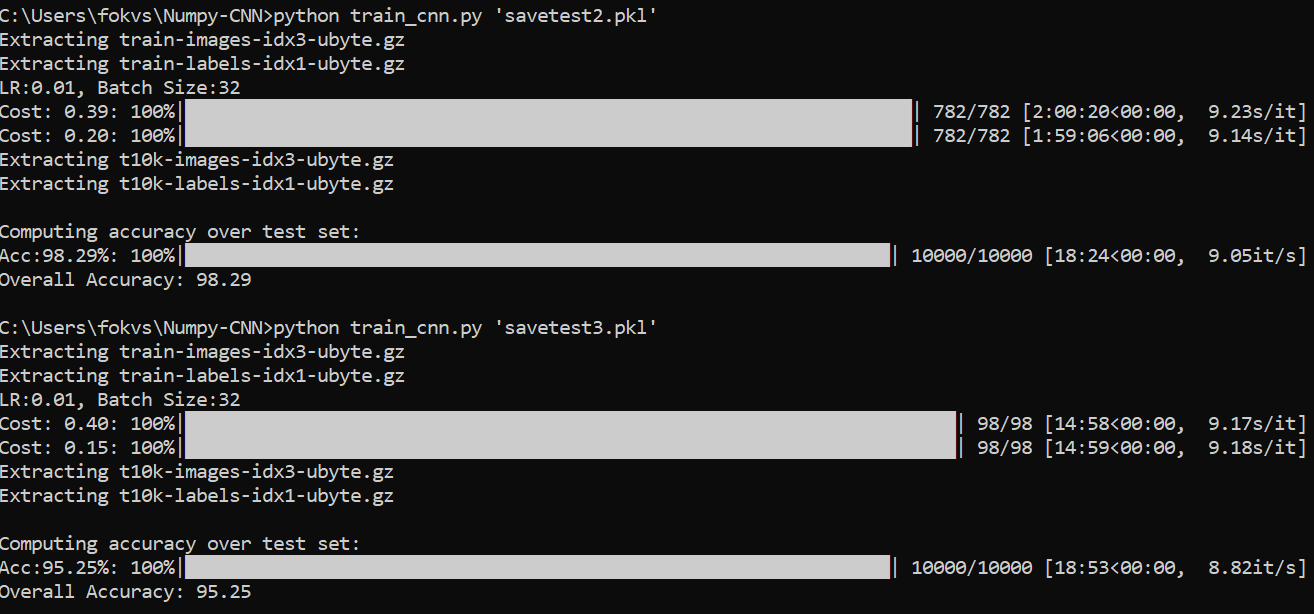 C:\Users\fokvs\Numpy-CNN>python train_cnn.py 'savetest2.pkl'
Extracting train-images-idx3-ubyte.gz
Extracting train-labels-idx1-ubyte.gz
LR:0.01, Batch Size:32
Cost: 0.39: 100%| | 782/782 [2:00:20<00:00, 9.23s/it]
Cost: 0.20: 100%| | 782/782 [1:59:06<00:00, 9.14s/it]
Extracting t10k-images-idx3-ubyte.gz
Extracting t10k-labels-idx1-ubyte.gz
Computing accuracy over test set:
Acc:98.29%: 100%| | 10000/10000 [18:24<00:00, 9.05it/s]
Overall Accuracy: 98.29
C:\Users\fokvs\Numpy-CNN>python train_cnn.py 'savetest3.pkl'
Extracting train-images-idx3-ubyte.gz
Extracting train-labels-idx1-ubyte.gz
LR:0.01, Batch Size:32
Cost: 0.40: 100%| | 98/98 [14:58<00:00, 9.17s/it]
Cost: 0.15: 100%| | 98/98 [14:59<00:00, 9.18s/it]
Extracting t10k-images-idx3-ubyte.gz
Extracting t10k-labels-idx1-ubyte.gz
Computing accuracy over test set:
Acc:95.25%: 100%| | 10000/10000 [18:53<00:00, 8.82it/s]
Overall Accuracy: 95.25